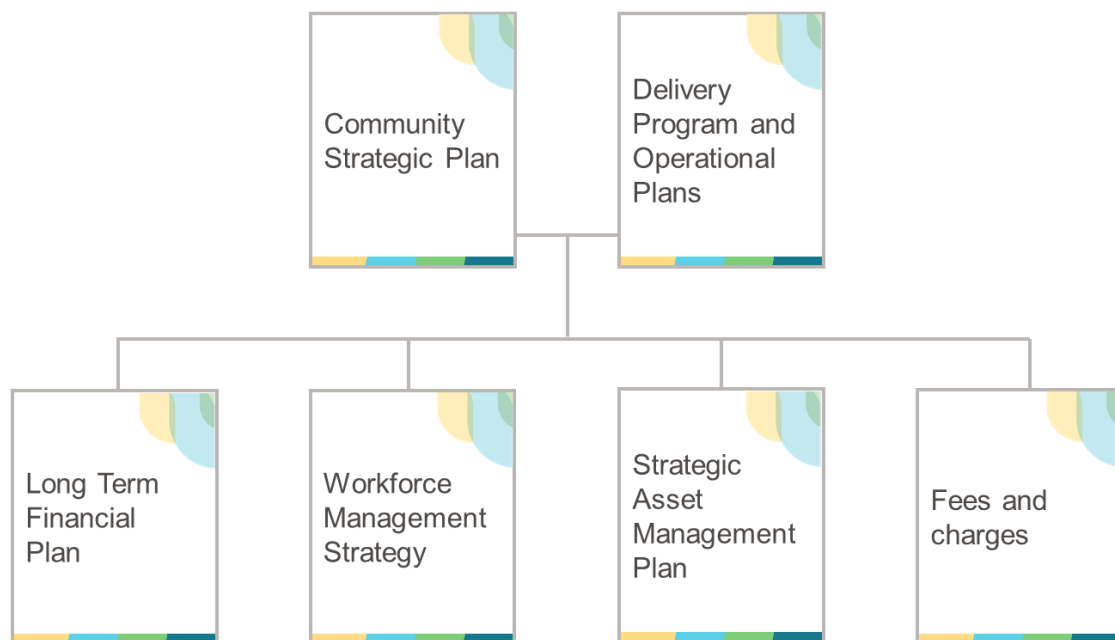 Community
Strategic Plan
Delivery
Program and
Operational
Plans
Long Term
Financial
Plan
Workforce
Management
Strategy
Strategic
Asset
Management
Plan
Fees and
charges